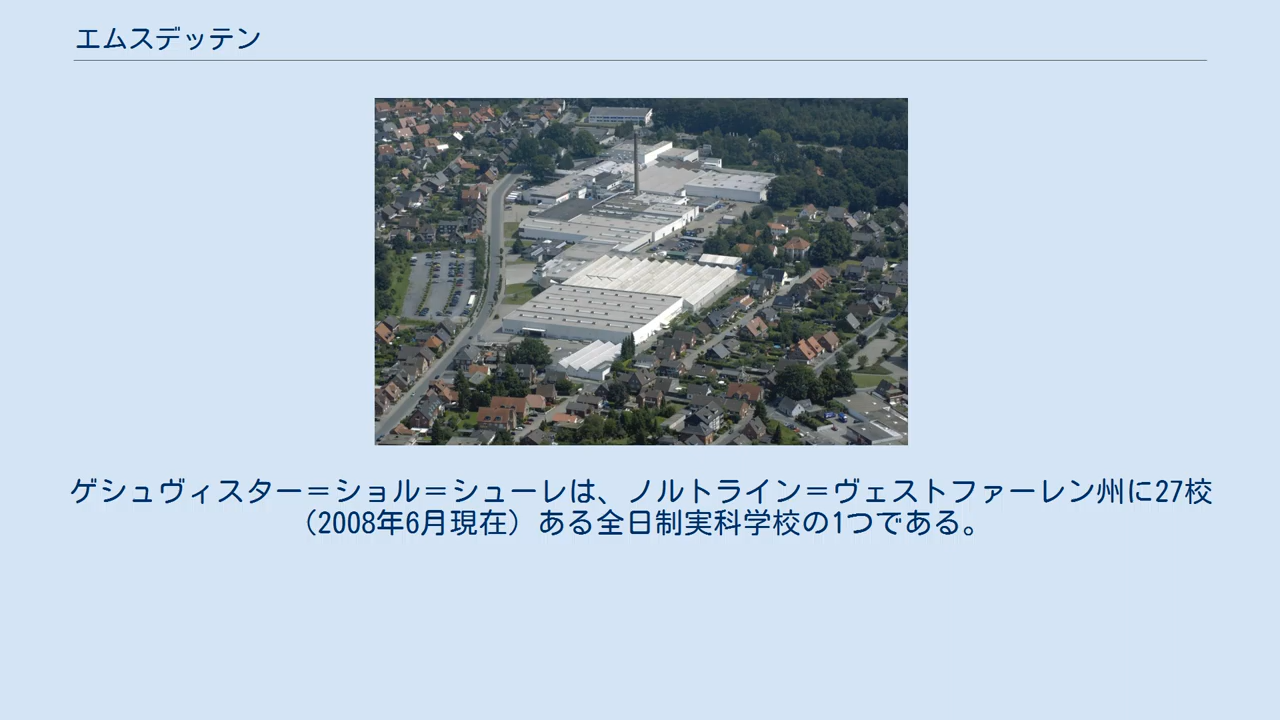 エムスデッテン
ゲシュヴィスター＝ショル＝シューレは、ノルトライン＝ヴェストファーレン州に27校
（2008年6月現在）ある全日制実科学校の1つである。